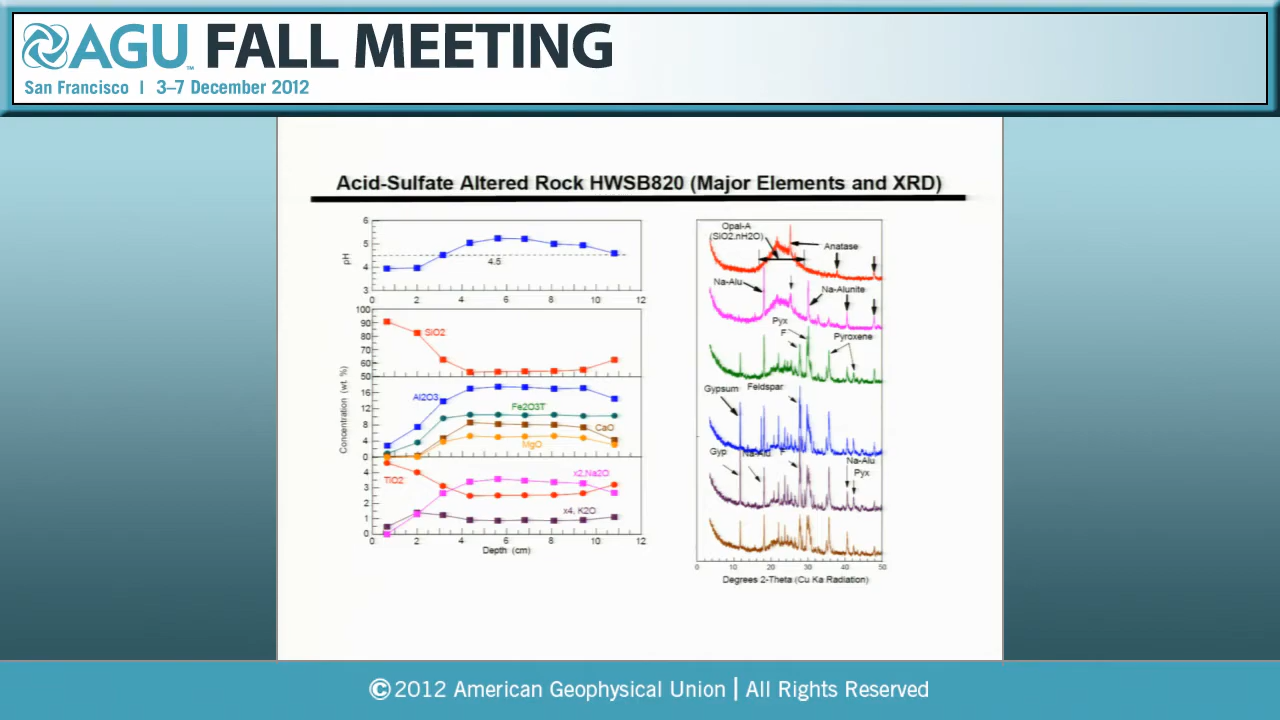 AGU FALL MEETING
San Francisco | 3–7 December 2012
Acid-Sulfate Altered Rock HWSB820 (Major Elements and XRD)
6
5
4
3
pH
4.5
0 2 4 6 8 10 12
100
90
80
70
60
50
SiO2
16
12
8
4
0
Al2O3
Fe2O3T
CaO
MgO
Concentration (wt. %)
4
3
2
1
0
TiO2
x2,Na2O
x4, K2O
0 2 4 6 8 10 12
Depth (cm)
Opal-A
(SiO2.nH2O)
Anatase
Na-Alu
Na-Alunite
Pyx
F
Pyroxene
Gypsum
Feldspar
Gyp
Na-Alu
F
Na-Alu
Pyx
0 10 20 30 40 50
Degrees 2-Theta (Cu Ka Radiation)
©2012 American Geophysical Union | All Rights Reserved